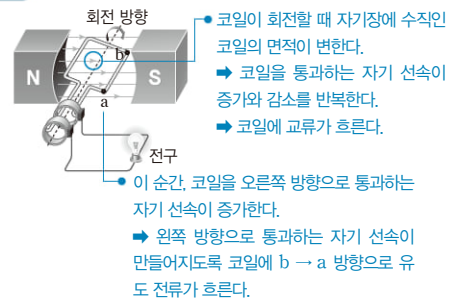 회전 방향
b
N
S
a
전구
코일이 회전할 때 자기장에 수직인
코일의 면적이 변한다.
➡ 코일을 통과하는 자기 선속이
증가와 감소를 반복한다.
➡ 코일에 교류가 흐른다.
이 순간, 코일을 오른쪽 방향으로 통과하는
자기 선속이 증가한다.
➡ 왼쪽 방향으로 통과하는 자기 선속이
만들어지도록 코일에 b → a 방향으로 유
도 전류가 흐른다.